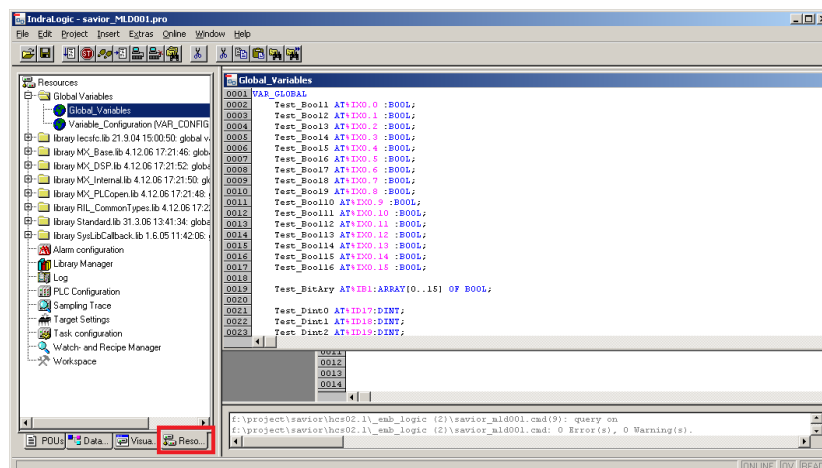 IndraLogic - savior_MLD001.pro
File Edit Project Insert Extras Online Window Help
Resources
Global Variables
Global_Variables
Variable_Configuration (VAR_CONFIG
library Iecsfc.lib 21.9.04 15:00:50: global v
library MX_Base.lib 4.12.06 17:21:46: globa
library MX_DSP.lib 4.12.06 17:21:52: globa
library MX_Internal.lib 4.12.06 17:21:50: glo
library MX_PLCopen.lib 4.12.06 17:21:48:
library RIL_CommonTypes.lib 4.12.06 17:2
library Standard.lib 31.3.06 13:41:34: globa
library SysLibCallback.lib 1.6.05 11:42:06:
Alarm configuration
Library Manager
Log
PLC Configuration
Sampling Trace
Target Settings
Task configuration
Watch- and Recipe Manager
Workspace
POUs Data... Visua... Reso...
Global_Variables
0001 VAR_GLOBAL
0002 Test_Bool1 AT%IX0.0 :BOOL;
0003 Test_Bool2 AT%IX0.1 :BOOL;
0004 Test_Bool3 AT%IX0.2 :BOOL;
0005 Test_Bool4 AT%IX0.3 :BOOL;
0006 Test_Bool5 AT%IX0.4 :BOOL;
0007 Test_Bool6 AT%IX0.5 :BOOL;
0008 Test_Bool7 AT%IX0.6 :BOOL;
0009 Test_Bool8 AT%IX0.7 :BOOL;
0010 Test_Bool9 AT%IX0.8 :BOOL;
0011 Test_Bool10 AT%IX0.9 :BOOL;
0012 Test_Bool11 AT%IX0.10 :BOOL;
0013 Test_Bool12 AT%IX0.11 :BOOL;
0014 Test_Bool13 AT%IX0.12 :BOOL;
0015 Test_Bool14 AT%IX0.13 :BOOL;
0016 Test_Bool15 AT%IX0.14 :BOOL;
0017 Test_Bool16 AT%IX0.15 :BOOL;
0018
0019 Test_BitAry AT%IB1:ARRAY[0..15] OF BOOL;
0020
0021 Test_Dint0 AT%ID17:DINT;
0022 Test_Dint1 AT%ID18:DINT;
0023 Test_Dint2 AT%ID19:DINT;
0011
0012
0013
0014
f:\project\savior\hcs02.1\_emb_logic (2)\savior_mld001.cmd(9): query on
f:\project\savior\hcs02.1\_emb_logic (2)\savior_mld001.cmd: 0 Error(s), 0 Warning(s).
ONLINE OV READ